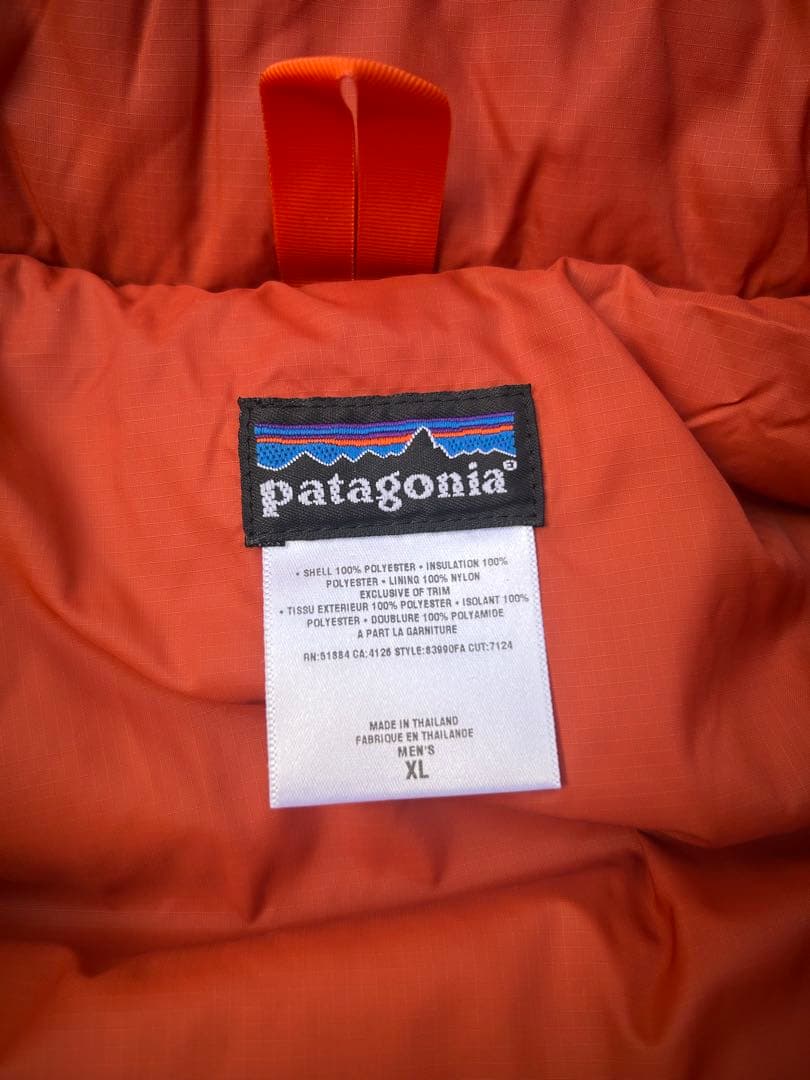 patagonia®
• SHELL 100% POLYESTER • INSULATION 100%
POLYESTER • LINING 100% NYLON
EXCLUSIVE OF TRIM
• TISSU EXTERIEUR 100% POLYESTER • ISOLANT 100%
POLYESTER • DOUBLURE 100% POLYAMIDE
A PART LA GARNITURE
RN:51884 CA:4126 STYLE:83990FA CUT:7124
MADE IN THAILAND
FABRIQUE EN THAILANDE
MEN'S
XL